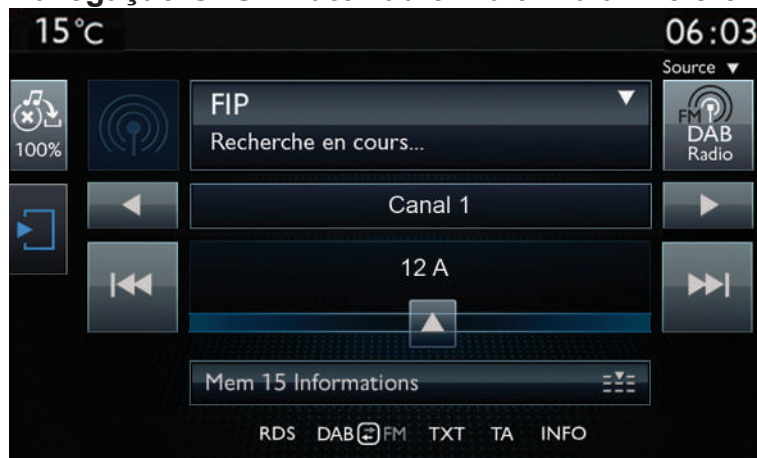 15°C
06:03
Source
FIP
Recherche en cours...
100%
FM
DAB
Radio
Canal 1
12 A
Mem 15 Informations
RDS DAB FM TXT TA INFO